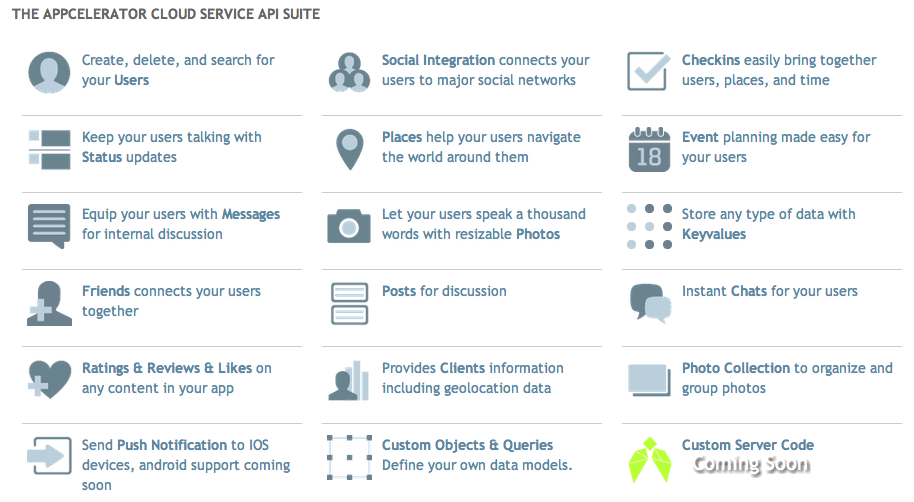 THE APPCELERATOR CLOUD SERVICE API SUITE
Create, delete, and search for
your Users
Social Integration connects your
users to major social networks
Checkins easily bring together
users, places, and time
Keep your users talking with
Status updates
Places help your users navigate
the world around them
18
Event planning made easy for
your users
Equip your users with Messages
for internal discussion
Let your users speak a thousand
words with resizable Photos
Store any type of data with
Keyvalues
Friends connects your users
together
Posts for discussion
Instant Chats for your users
Ratings & Reviews & Likes on
any content in your app
Provides Clients information
including geolocation data
Photo Collection to organize and
group photos
Send Push Notification to IOS
devices, android support coming
soon
Custom Objects & Queries
Define your own data models.
Custom Server Code
Coming Soon